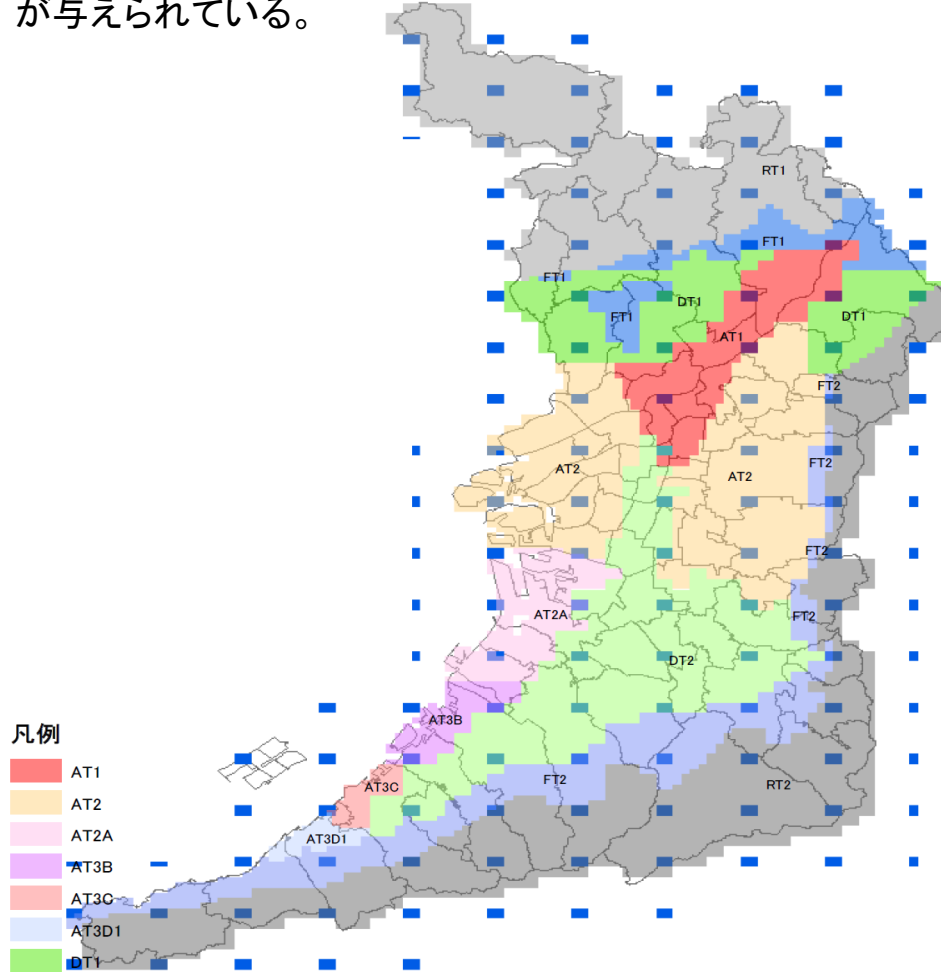 が与えられている。
RT1
FT1
FT1
DT1
FT1
DT1
AT1
FT2
FT2
AT2
AT2
FT2
AT2A
FT2
DT2
AT3B
FT2
RT2
AT3C
AT3D1
凡例
AT1
AT2
AT2A
AT3B
AT3C
AT3D1
DT1